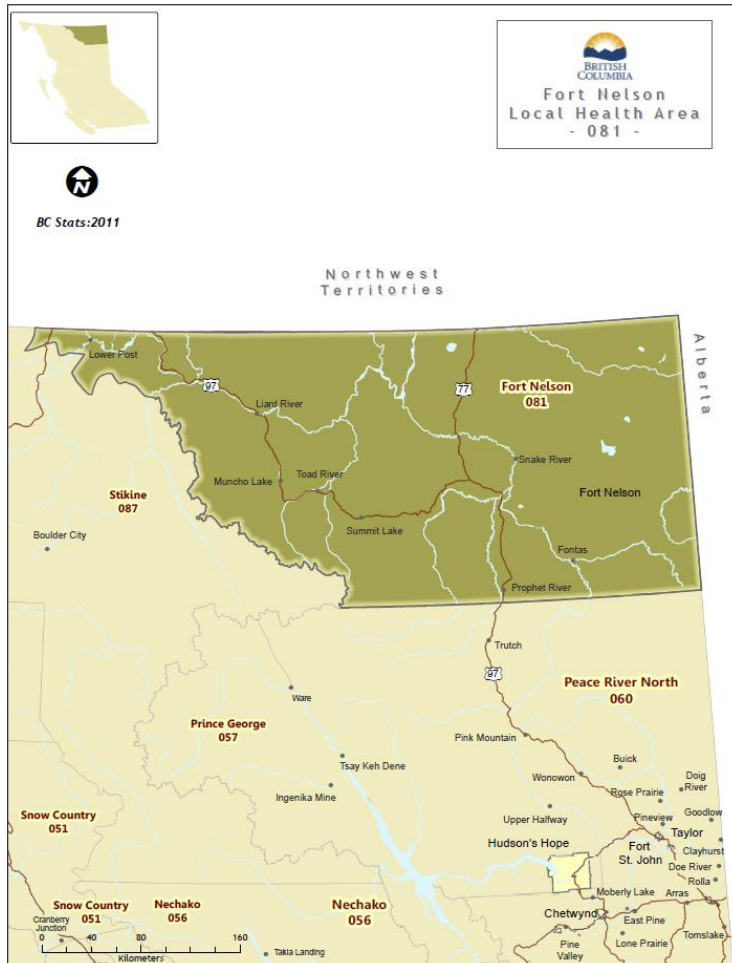 BRITISH
COLUMBIA
Fort Nelson
Local Health Area
- 081 -
N
BC Stats:2011
Northwest
Territories
Alberta
Lower Post
97
77
Fort Nelson
081
Liard River
Snake River
Muncho Lake
Toad River
Stikine
087
Fort Nelson
Summit Lake
Boulder City
Fontas
Prophet River
Trutch
97
Peace River North
060
Ware
Prince George
057
Pink Mountain
Tsay Keh Dene
Buick
Wonowon
Doig
River
Ingenika Mine
Rose Prairie
Snow Country
051
Upper Halfway
Pineview
Goodlow
Hudson's Hope
Taylor
Fort
St. John
Clayhurst
Doe River
Rolla
Moberly Lake
Arras
Snow Country
051
Nechako
056
Nechako
056
Chetwynd
East Pine
Cranberry
Junction
Pine
Valley
Lone Prairie
Tomslake
0 40 80 160
Kilometers
Takla Landing